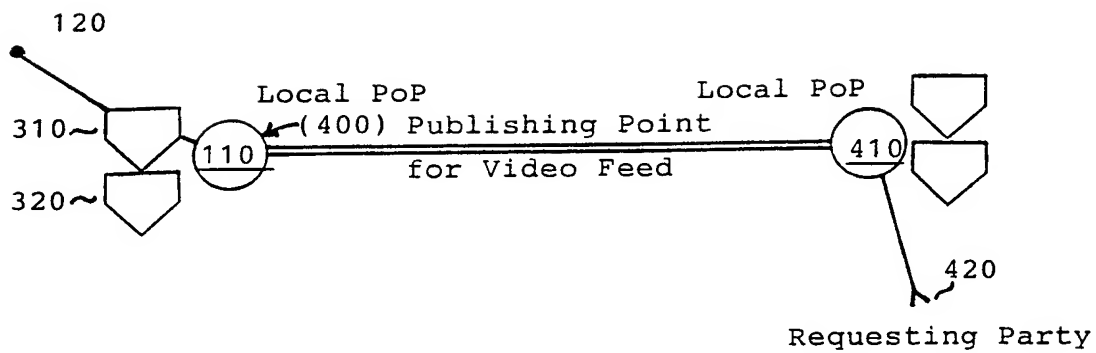 120
Local PoP
Local PoP
310
(400) Publishing Point
110
for Video Feed
410
320
420
Requesting Party